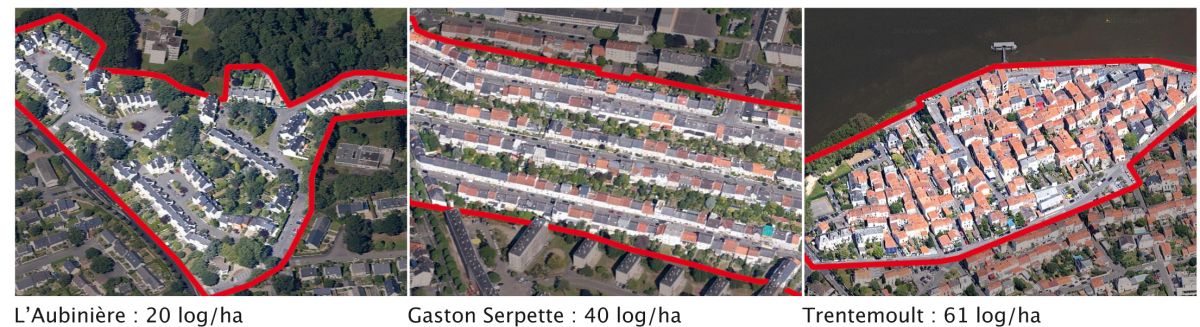 L'Aubinière : 20 log/ha
Gaston Serpette : 40 log/ha
Trentemoult : 61 log/ha